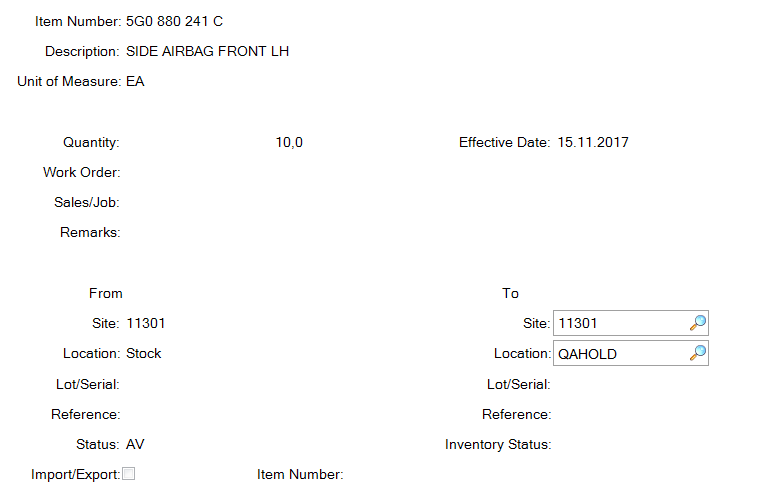 Item Number: 5G0 880 241 C
Description: SIDE AIRBAG FRONT LH
Unit of Measure: EA
Quantity: 10,0 Effective Date: 15.11.2017
Work Order:
Sales/Job:
Remarks:
From To
Site: 11301 Site: 11301
Location: Stock Location: QAHOLD
Lot/Serial: Lot/Serial:
Reference: Reference:
Status: AV Inventory Status:
Import/Export: Item Number: